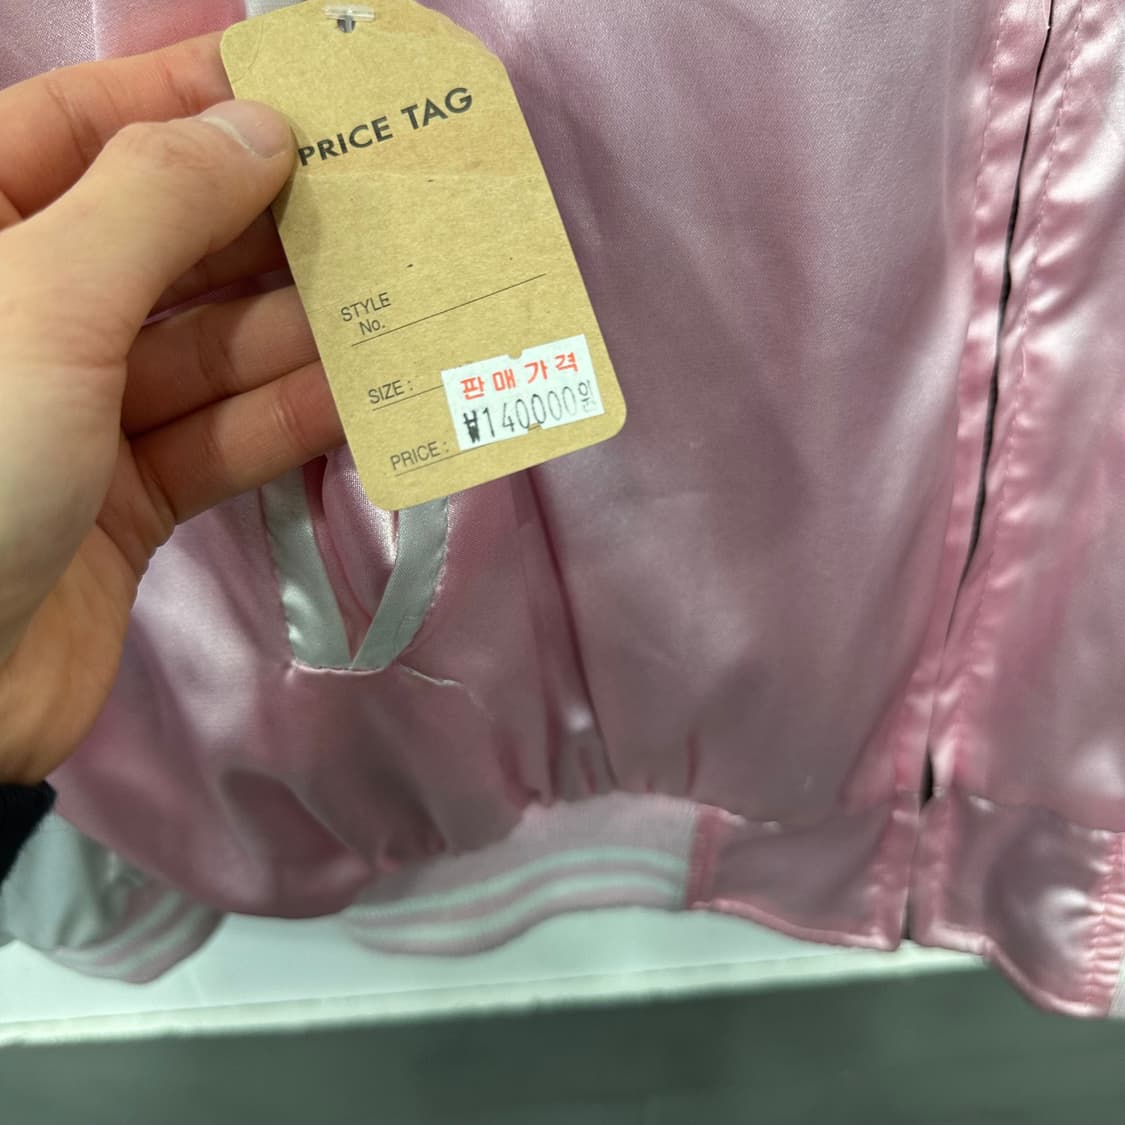 PRICE TAG
STYLE
No.
SIZE :
판매가격
₩140000원
PRICE :